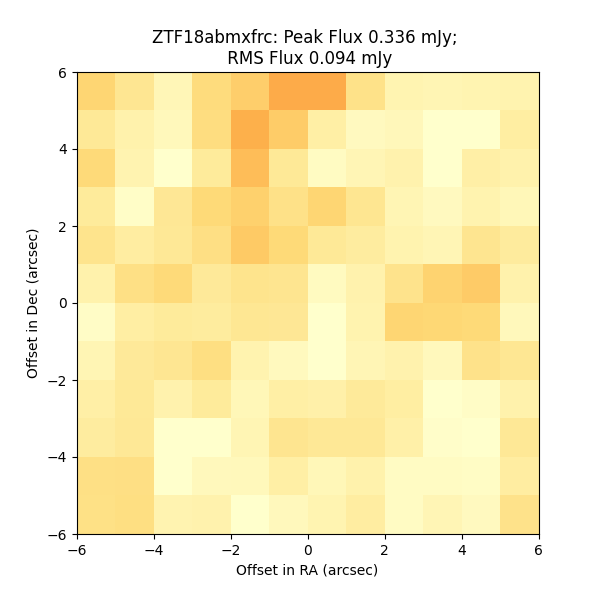 ZTF18abmxfrc: Peak Flux 0.336 mJy;
RMS Flux 0.094 mJy
6
4
2
0
−2
−4
−6
Offset in Dec (arcsec)
−6 −4 −2 0 2 4 6
Offset in RA (arcsec)